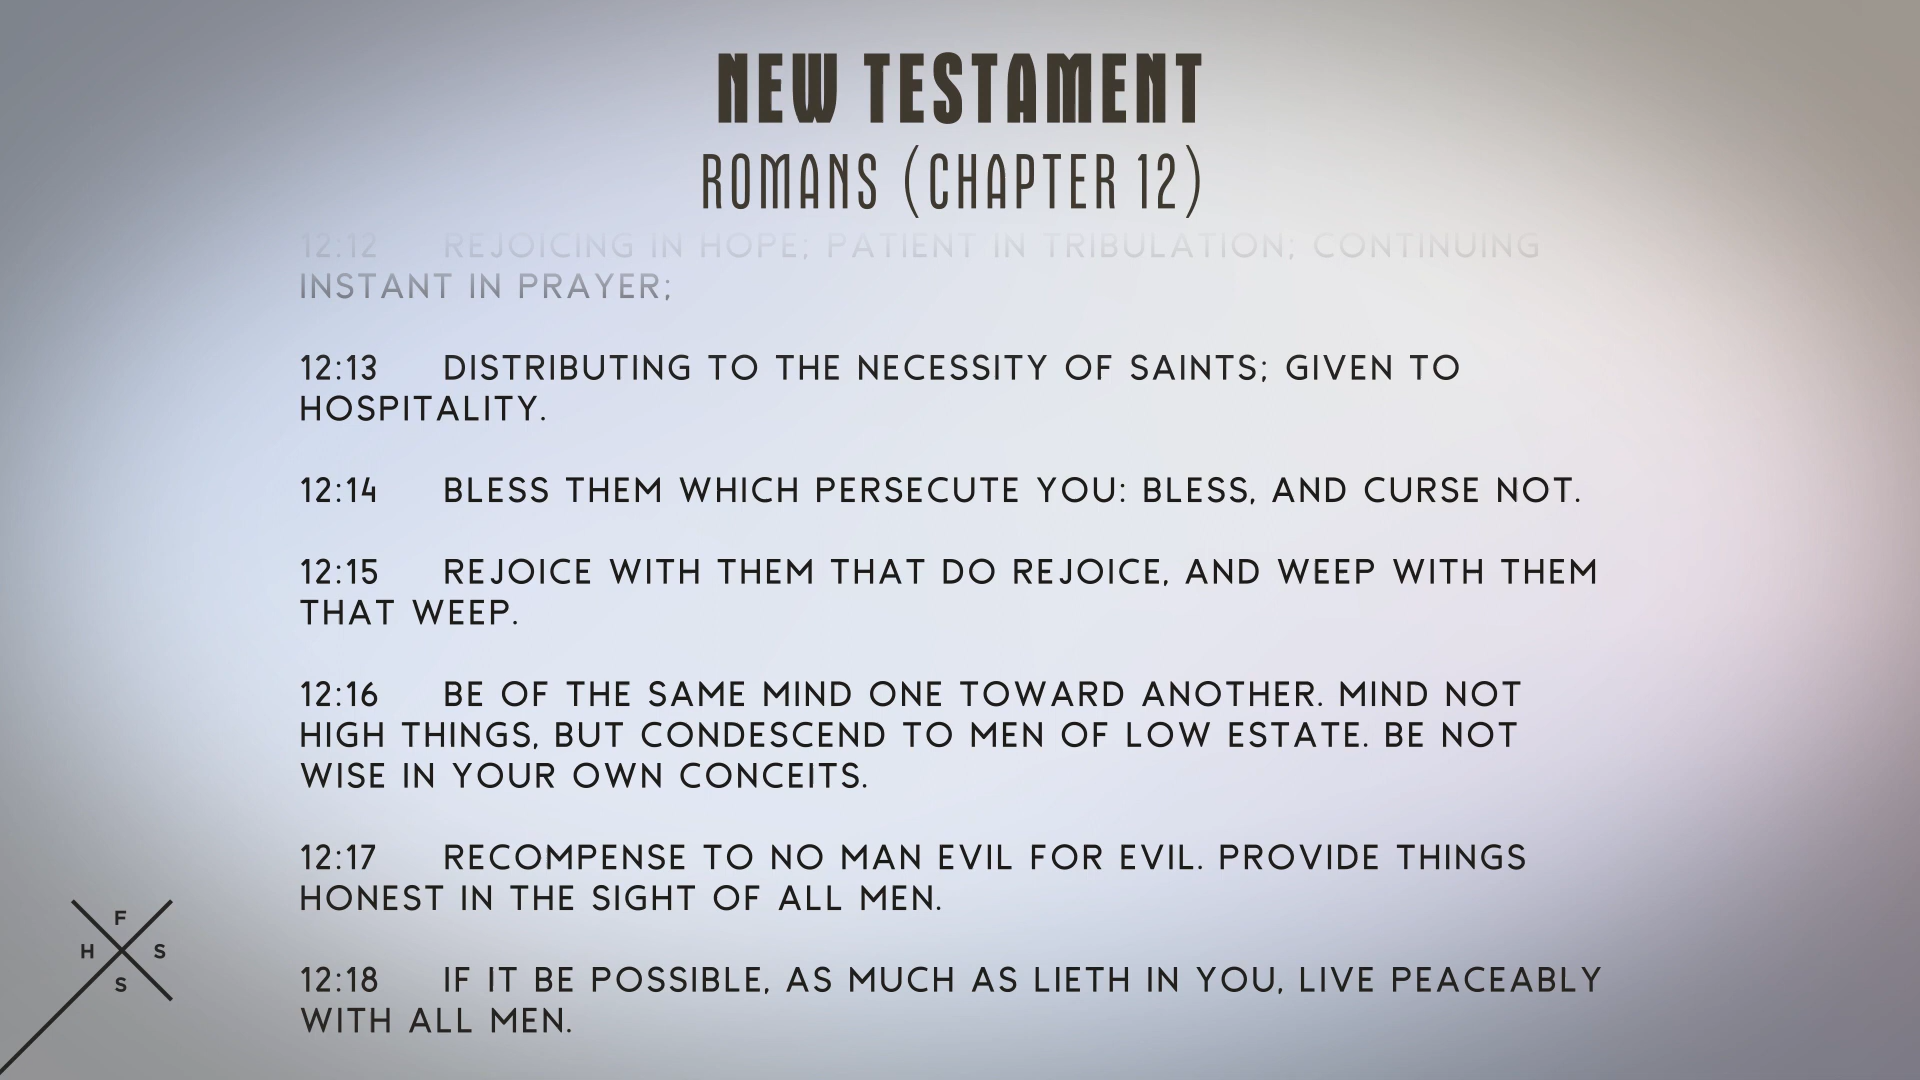 NEW TESTAMENT
ROMANS (CHAPTER 12)
12:12 REJOICING IN HOPE; PATIENT IN TRIBULATION; CONTINUING
INSTANT IN PRAYER;
12:13 DISTRIBUTING TO THE NECESSITY OF SAINTS; GIVEN TO
HOSPITALITY.
12:14 BLESS THEM WHICH PERSECUTE YOU: BLESS, AND CURSE NOT.
12:15 REJOICE WITH THEM THAT DO REJOICE, AND WEEP WITH THEM
THAT WEEP.
12:16 BE OF THE SAME MIND ONE TOWARD ANOTHER. MIND NOT
HIGH THINGS, BUT CONDESCEND TO MEN OF LOW ESTATE. BE NOT
WISE IN YOUR OWN CONCEITS.
12:17 RECOMPENSE TO NO MAN EVIL FOR EVIL. PROVIDE THINGS
HONEST IN THE SIGHT OF ALL MEN.
12:18 IF IT BE POSSIBLE, AS MUCH AS LIETH IN YOU, LIVE PEACEABLY
WITH ALL MEN.
F
H S
S